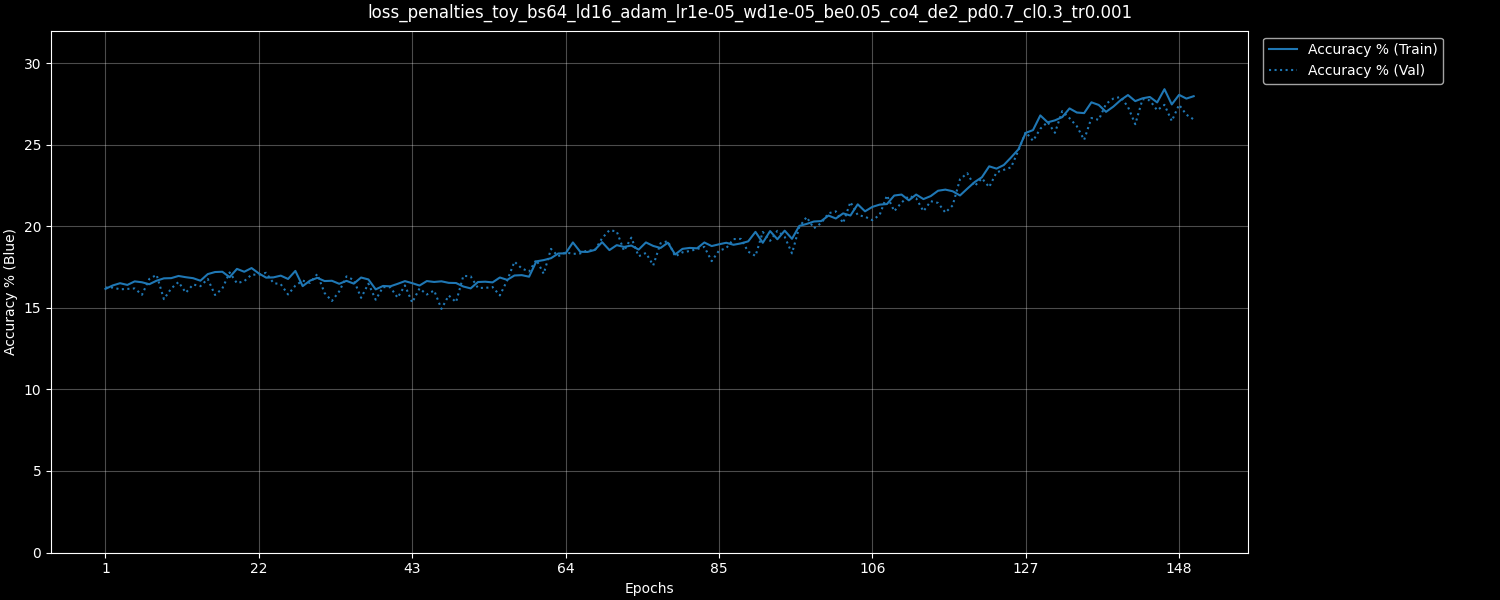 loss_penalties_toy_bs64_ld16_adam_lr1e-05_wd1e-05_be0.05_co4_de2_pd0.7_cl0.3_tr0.001
Accuracy % (Train)
Accuracy % (Val)
Accuracy % (Blue)
30
25
20
15
10
5
0
1 22 43 64 85 106 127 148
Epochs